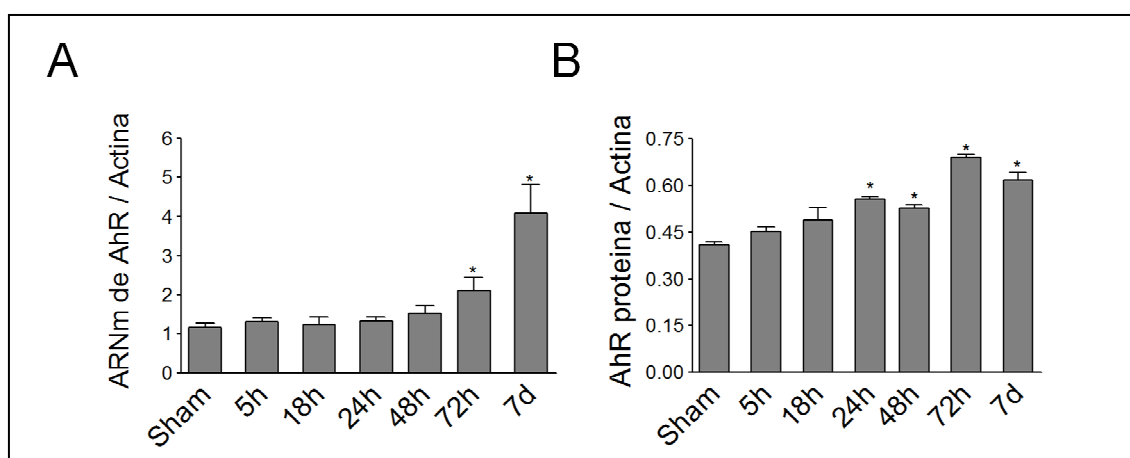 A
ARNm de AhR / Actina
6
5
4
3
2
1
0
*
*
Sham
5h
18h
24h
48h
72h
7d
B
AhR proteina / Actina
0.75
0.60
0.45
0.30
0.15
0.00
*
*
*
*
Sham
5h
18h
24h
48h
72h
7d